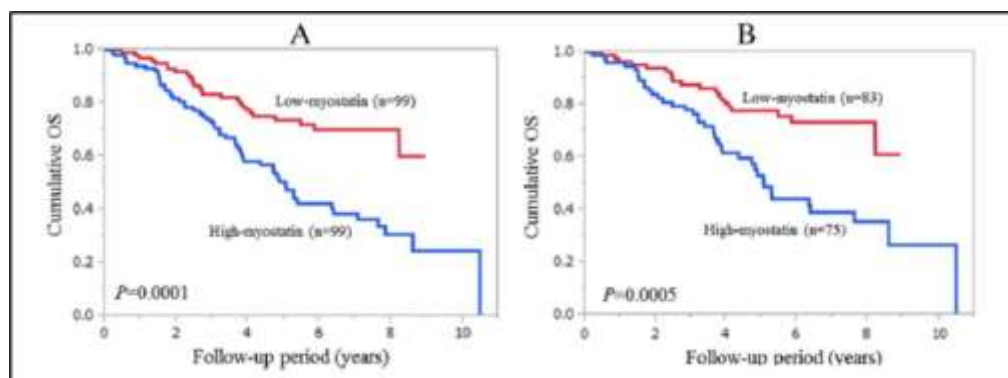 A
Cumulative OS
1.0
0.8
0.6
0.4
0.2
0.0
Low-myostatin (n=99)
High-myostatin (n=99)
P=0.0001
0 2 4 6 8 10
Follow-up period (years)
B
Cumulative OS
1.0
0.8
0.6
0.4
0.2
0.0
Low-myostatin (n=83)
High-myostatin (n=75)
P=0.0005
0 2 4 6 8 10
Follow-up period (years)